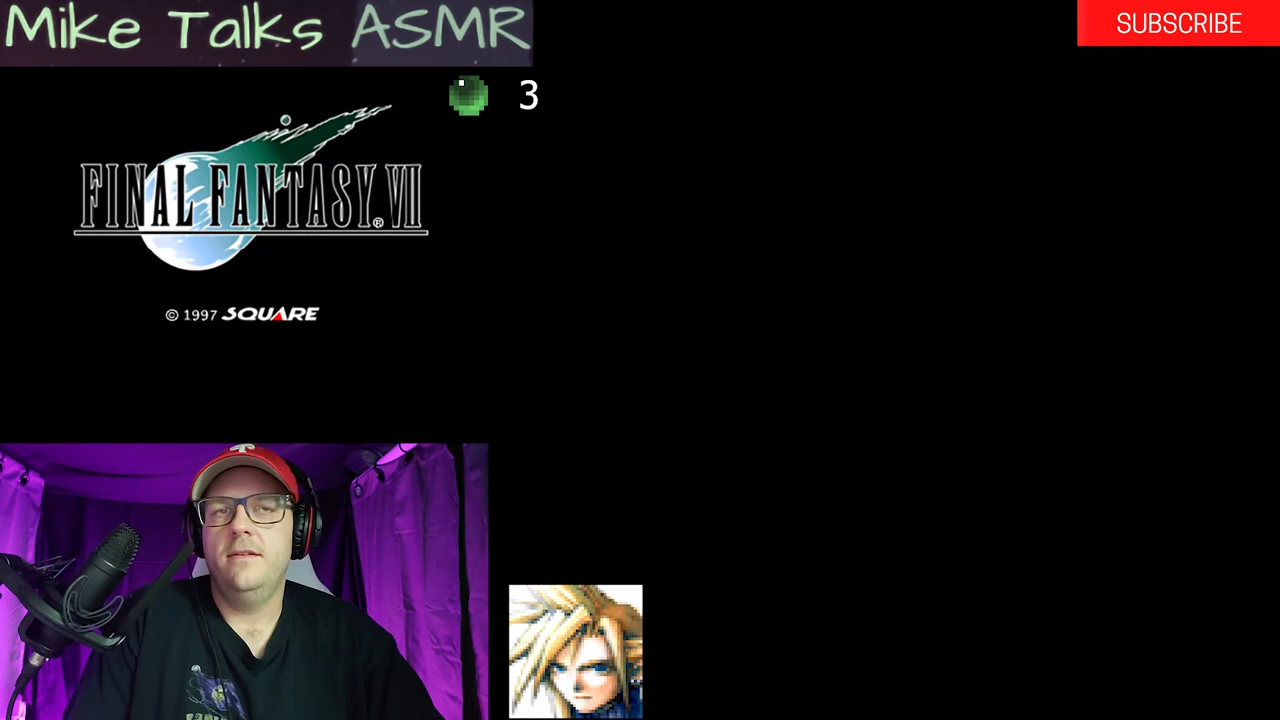 Mike Talks ASMR
SUBSCRIBE
3
FINAL FANTASY® VII
© 1997 SQUARE